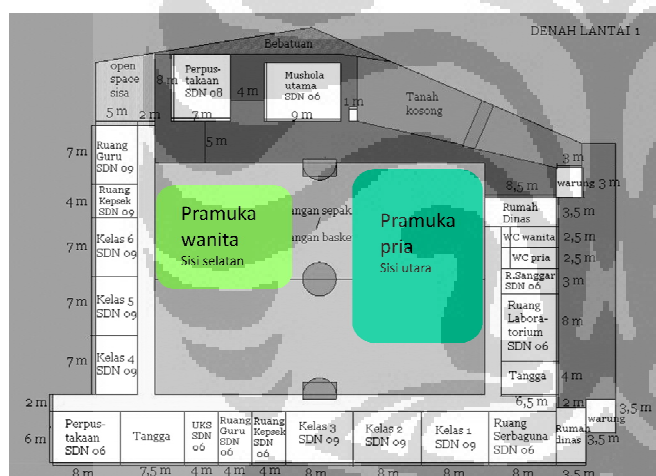 DENAH LANTAI 1
Bebatuan
open
space
sisa
5 m
2 m
8 m
Perpus-
takaan
SDN 08
7 m
4 m
Mushola
utama
SDN 06
9 m
1 m
Tanah
kosong
5 m
7 m
Ruang
Guru
SDN 09
4 m
Ruang
Kepsek
SDN 09
7 m
Kelas 6
SDN 09
7 m
Kelas 5
SDN 09
7 m
Kelas 4
SDN 09
Pramuka
wanita
Sisi selatan
angan sepak
angan basket
Pramuka
pria
Sisi utara
3 m
8,5 m
warung
3 m
Rumah
Dinas
3,5 m
WC wanita
2,5 m
WC pria
2,5 m
R.Sanggar
SDN 06
3 m
Ruang
Labora-
torium
SDN 06
8 m
Tangga
4 m
6,5 m
2 m
warung
3,5 m
2 m
6 m
Perpus-
takaan
SDN 06
Tangga
UKS
SDN
06
Ruang
Guru
SDN
06
Ruang
Kepsek
SDN
06
Kelas 3
SDN 09
Kelas 2
SDN 09
Kelas 1
SDN 09
Ruang
Serbaguna
SDN 06
Rumah
dinas
3,5 m
8 m
7,5 m
4 m
4 m
4 m
8 m
8 m
8 m
8 m
3,5 m